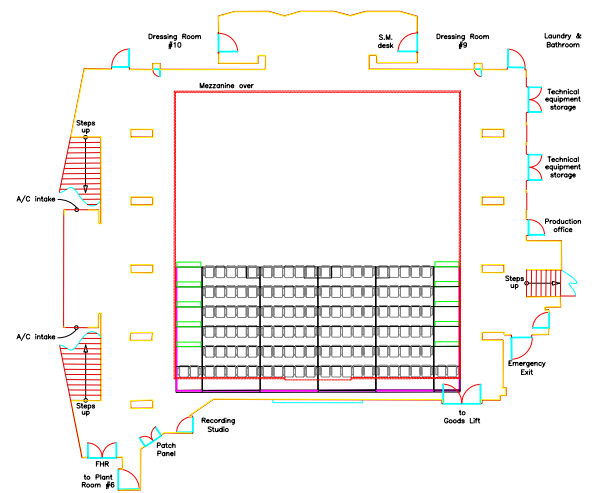 Dressing Room
#10
S.M.
desk
Dressing Room
#9
Laundry &
Bathroom
Mezzanine over
Technical
equipment
storage
Steps
up
Technical
equipment
storage
A/C intake
Production
office
Steps
up
A/C intake
Emergency
Exit
Steps
up
to
Goods Lift
Recording
Studio
Patch
Panel
FHR
to Plant
Room #6